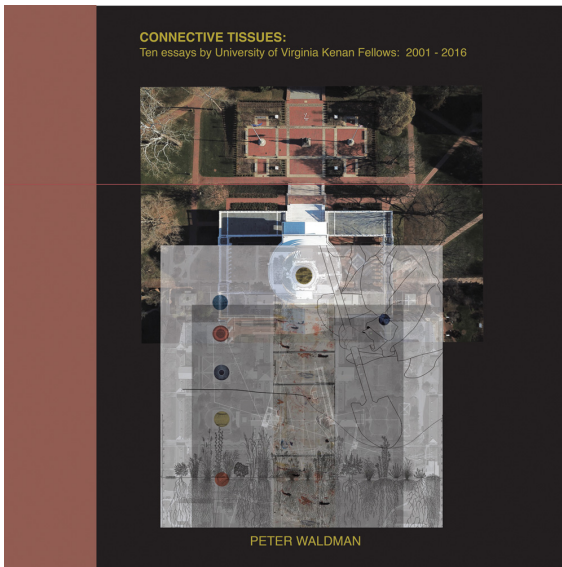 CONNECTIVE TISSUES:
Ten essays by University of Virginia Kenan Fellows: 2001 - 2016
PETER WALDMAN